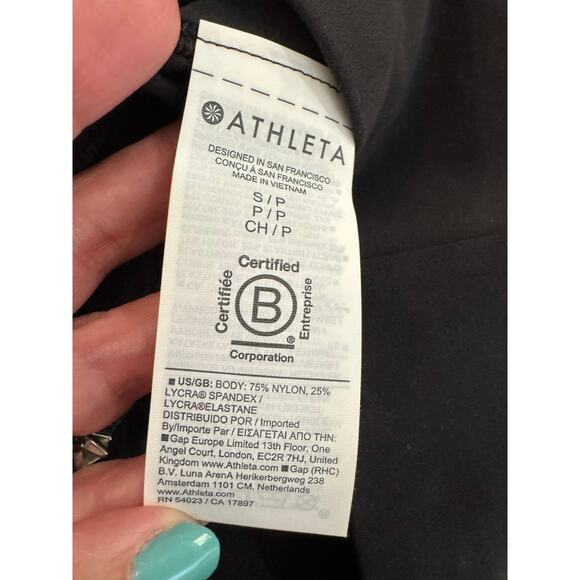 ATHLETA
DESIGNED IN SAN FRANCISCO
CONÇU À SAN FRANCISCO
MADE IN VIETNAM
S / P
P / P
CH / P
Certified
Certifiée
B
®
Entreprise
Corporation
■ US/GB: BODY: 75% NYLON, 25%
LYCRA® SPANDEX /
LYCRA®ELASTANE
DISTRIBUIDO POR / Imported
By/Importe Par / ΕΙΣΑΓΕΤΑΙ ΑΠΟ ΤΗΝ:
■ Gap Europe Limited 13th Floor, One
Angel Court, London, EC2R 7HJ, United
Kingdom www.Athleta.com ■ Gap (RHC)
B.V. Luna ArenA Herikerbergweg 238
Amsterdam 1101 CM, Netherlands
www.Athleta.com
RN 54023 / CA 17897